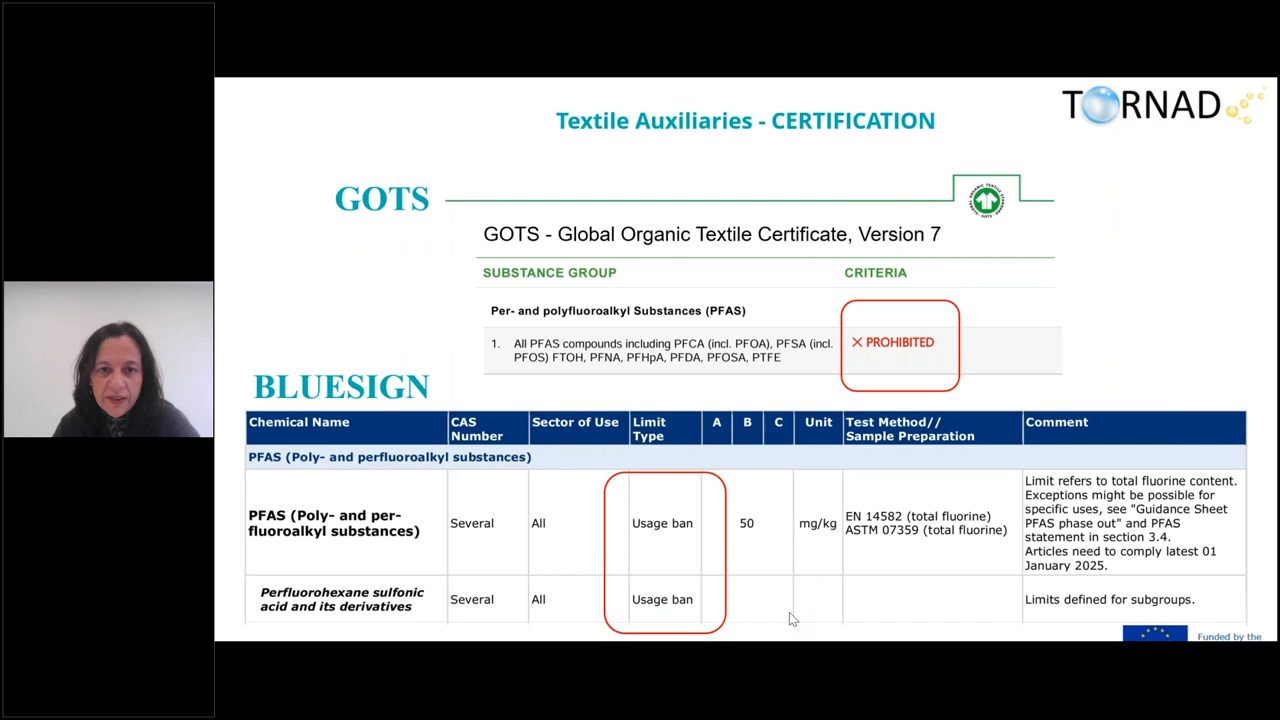 Textile Auxiliaries - CERTIFICATION
TORNAD
GOTS
GOTS - Global Organic Textile Certificate, Version 7
SUBSTANCE GROUP CRITERIA
Per- and polyfluoroalkyl Substances (PFAS)
1. All PFAS compounds including PFCA (incl. PFOA), PFSA (incl.
PFOS) FTOH, PFNA, PFHpA, PFDA, PFOSA, PTFE
✕ PROHIBITED
BLUESIGN
Chemical Name
CAS
Number
Sector of Use
Limit
Type
A
B
C
Unit
Test Method//
Sample Preparation
Comment
PFAS (Poly- and perfluoroalkyl substances)
PFAS (Poly- and per-
fluoroalkyl substances)
Several
All
Usage ban
50
mg/kg
EN 14582 (total fluorine)
ASTM 07359 (total fluorine)
Limit refers to total fluorine content.
Exceptions might be possible for
specific uses, see "Guidance Sheet
PFAS phase out" and PFAS
statement in section 3.4.
Articles need to comply latest 01
January 2025.
Perfluorohexane sulfonic
acid and its derivatives
Several
All
Usage ban
Limits defined for subgroups.
Funded by the